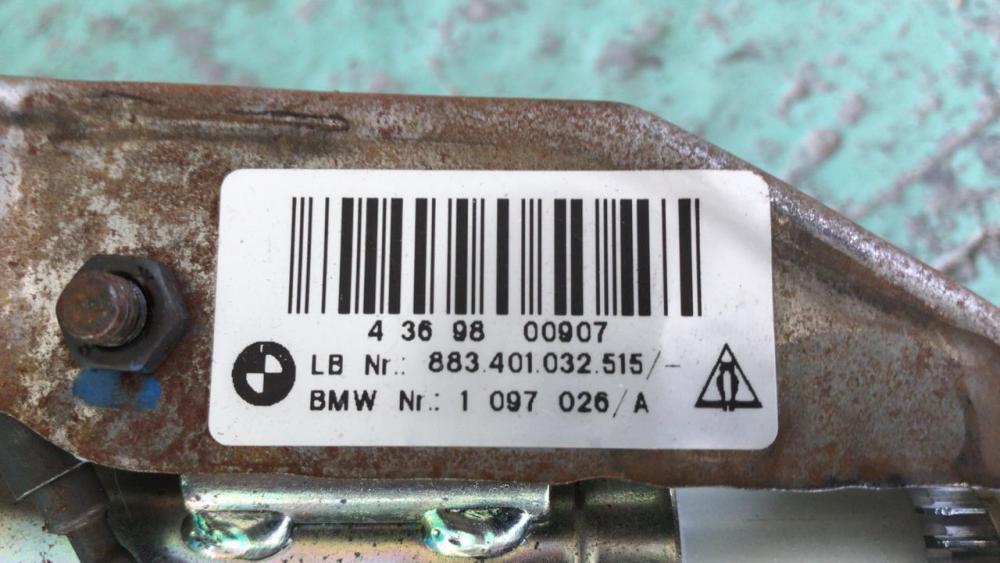 4 36 98 00907
LB Nr.: 883.401.032.515/-
BMW Nr.: 1 097 026/A